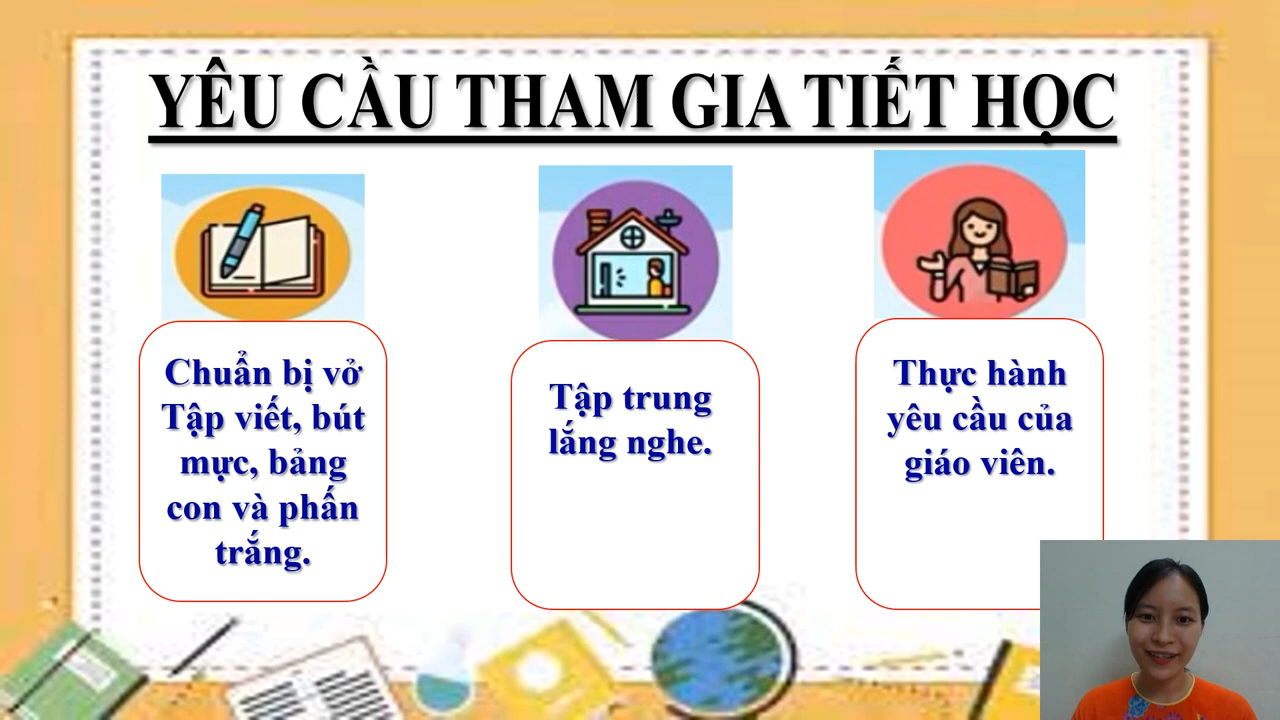 YÊU CẦU THAM GIA TIẾT HỌC
Chuẩn bị vở
Tập viết, bút
mực, bảng
con và phấn
trắng.
Tập trung
lắng nghe.
Thực hành
yêu cầu của
giáo viên.